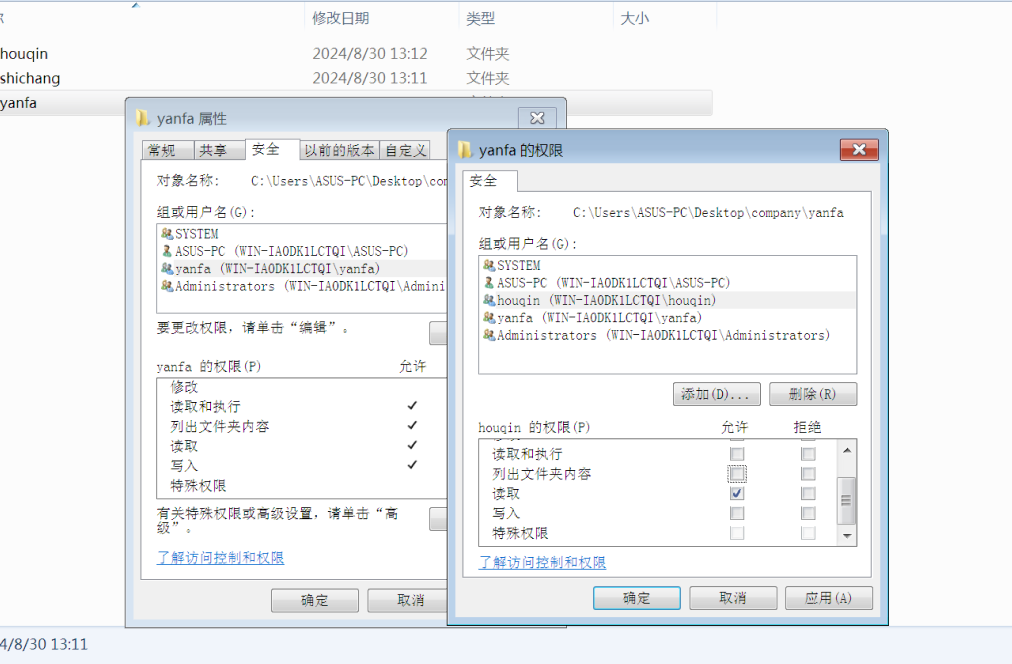 修改日期 类型 大小
houqin 2024/8/30 13:12 文件夹
shichang 2024/8/30 13:11 文件夹
yanfa
yanfa 属性
常规 共享 安全 以前的版本 自定义
对象名称: C:\Users\ASUS-PC\Desktop\con
组或用户名(G):
SYSTEM
ASUS-PC (WIN-IAODK1LCTQI\ASUS-PC)
yanfa (WIN-IAODK1LCTQI\yanfa)
Administrators (WIN-IAODK1LCTQI\Admini
要更改权限，请单击“编辑”。
yanfa 的权限(P) 允许
修改
读取和执行
列出文件夹内容
读取
写入
特殊权限
有关特殊权限或高级设置，请单击“高
级”。
了解访问控制和权限
确定 取消
yanfa 的权限
安全
对象名称: C:\Users\ASUS-PC\Desktop\company\yanfa
组或用户名(G):
SYSTEM
ASUS-PC (WIN-IAODK1LCTQI\ASUS-PC)
houqin (WIN-IAODK1LCTQI\houqin)
yanfa (WIN-IAODK1LCTQI\yanfa)
Administrators (WIN-IAODK1LCTQI\Administrators)
添加(D)... 删除(R)
houqin 的权限(P) 允许 拒绝
读取和执行
列出文件夹内容
读取
写入
特殊权限
了解访问控制和权限
确定 取消 应用(A)
4/8/30 13:11